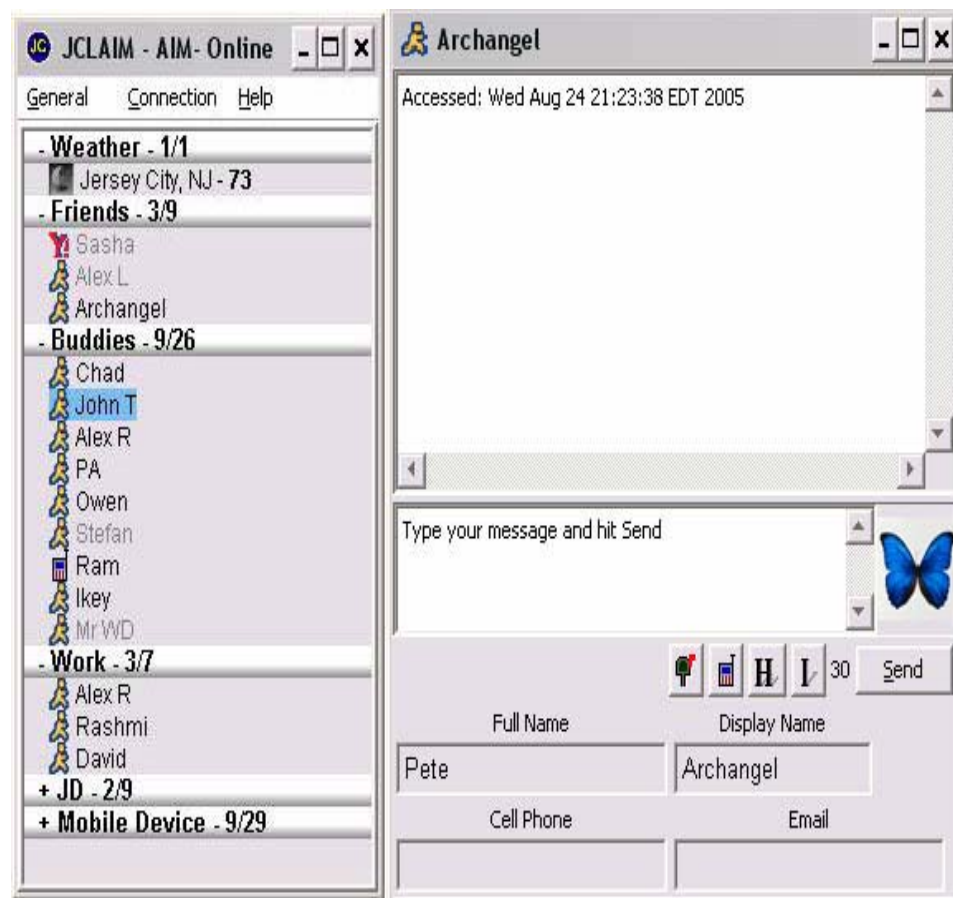 JC JCLAIM - AIM- Online
General Connection Help
- Weather - 1/1
Jersey City, NJ - 73
- Friends - 3/9
Y! Sasha
Alex L
Archangel
- Buddies - 9/26
Chad
John T
Alex R
PA
Owen
Stefan
Ram
Ikey
Mr WD
- Work - 3/7
Alex R
Rashmi
David
+ JD - 2/9
+ Mobile Device - 9/29
Archangel
Accessed: Wed Aug 24 21:23:38 EDT 2005
Type your message and hit Send
H I 30 Send
Full Name Display Name
Pete Archangel
Cell Phone Email